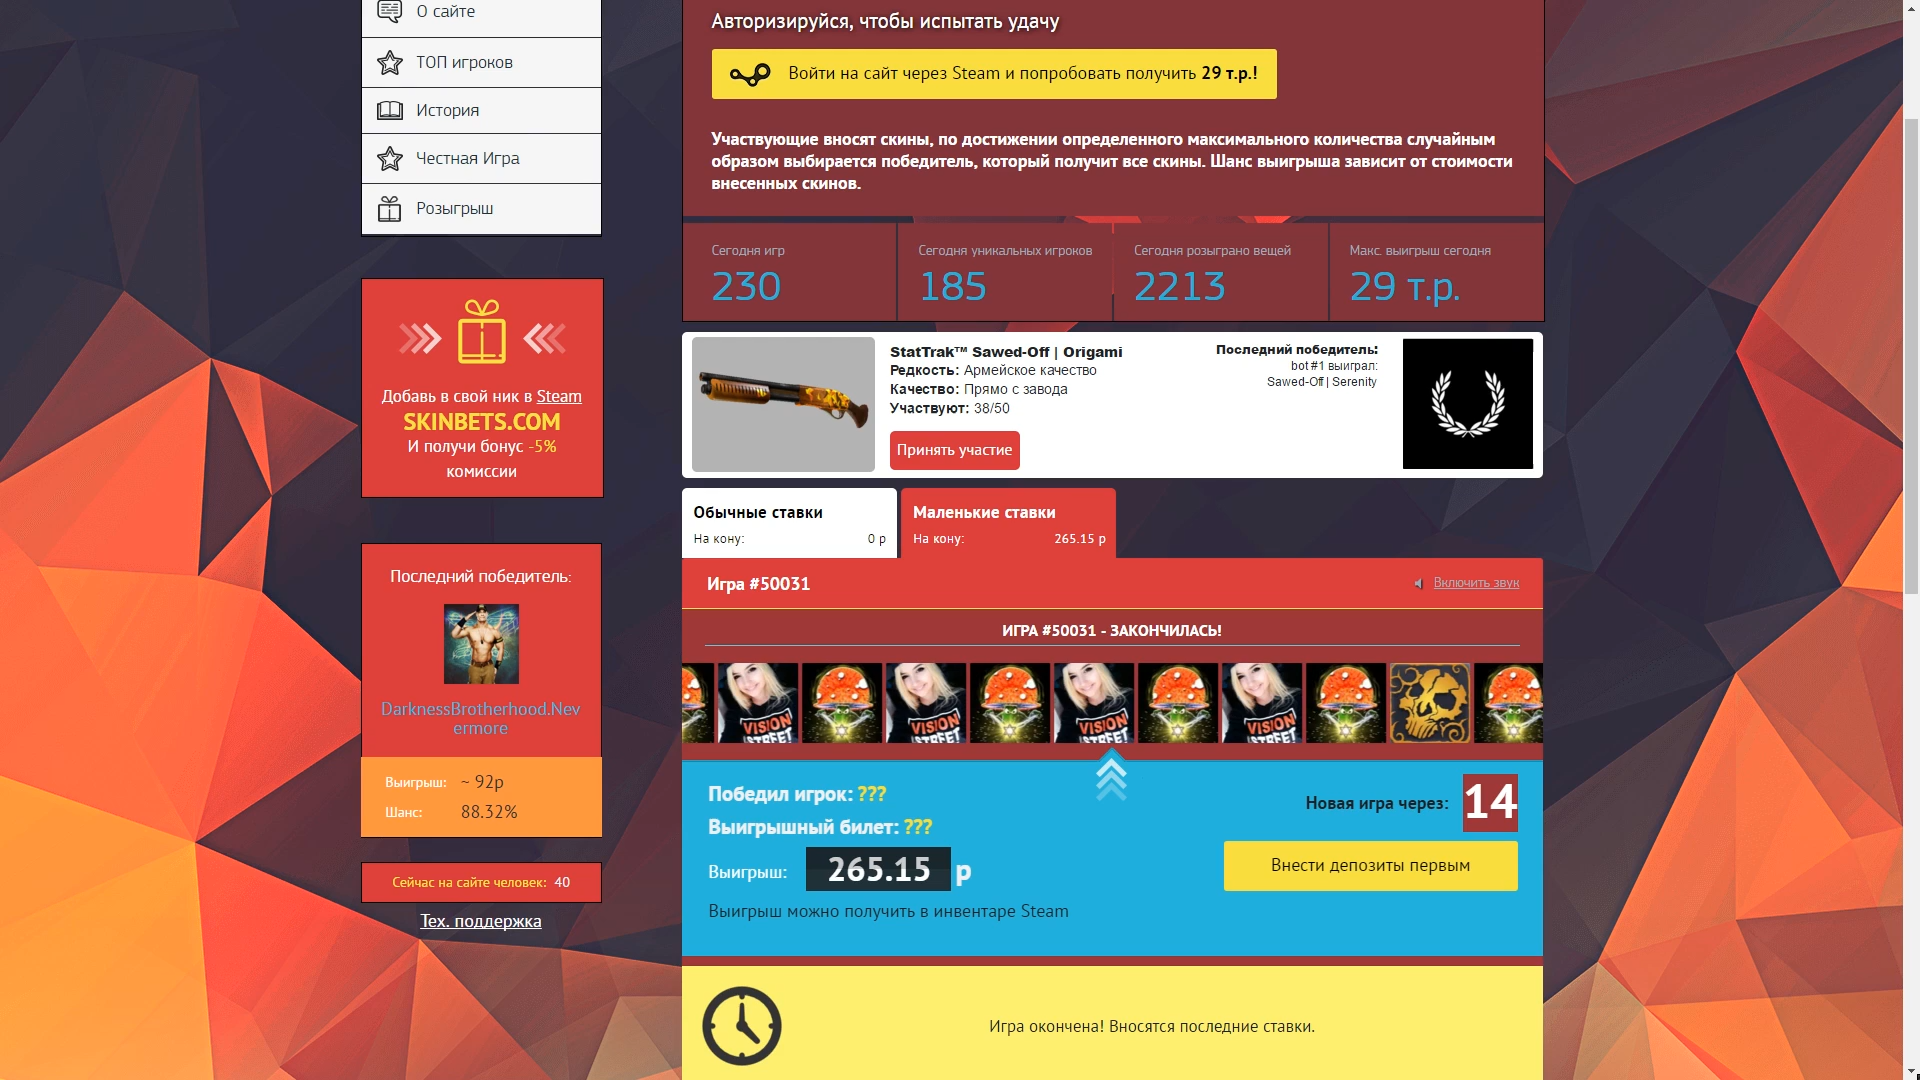 О сайте
ТОП игроков
История
Честная Игра
Розыгрыш
Добавь в свой ник в Steam
SKINBETS.COM
И получи бонус -5%
комиссии
Последний победитель:
DarknessBrotherhood.Nev
ermore
Выигрыш: ~ 92р
Шанс: 88.32%
Сейчас на сайте человек: 40
Тех. поддержка
Авторизируйся, чтобы испытать удачу
Войти на сайт через Steam и попробовать получить 29 т.р.!
Участвующие вносят скины, по достижении определенного максимального количества случайным
образом выбирается победитель, который получит все скины. Шанс выигрыша зависит от стоимости
внесенных скинов.
Сегодня игр
230
Сегодня уникальных игроков
185
Сегодня розыграно вещей
2213
Макс. выигрыш сегодня
29 т.р.
StatTrak™ Sawed-Off | Origami
Редкость: Армейское качество
Качество: Прямо с завода
Участвуют: 38/50
Принять участие
Последний победитель:
bot #1 выиграл:
Sawed-Off | Serenity
Обычные ставки
На кону: 0 р
Маленькие ставки
На кону: 265.15 р
Игра #50031
Включить звук
ИГРА #50031 - ЗАКОНЧИЛАСЬ!
VISION
VISION
VISION
VISION
Победил игрок: ???
Выигрышный билет: ???
Выигрыш: 265.15 р
Выигрыш можно получить в инвентаре Steam
Новая игра через: 14
Внести депозиты первым
Игра окончена! Вносятся последние ставки.